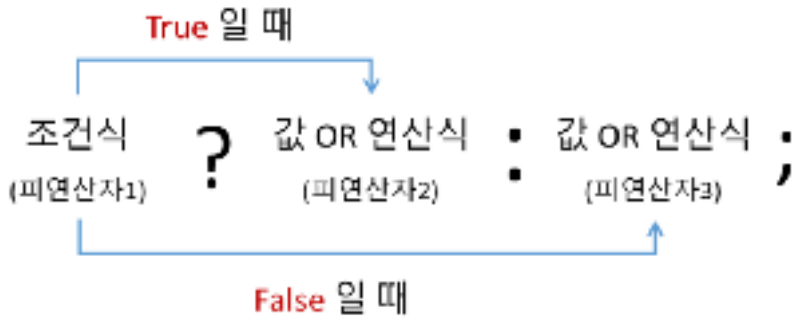 True 일 때
조건식 ? 값 OR 연산식 : 값 OR 연산식 ;
(피연산자1) (피연산자2) (피연산자3)
False 일 때